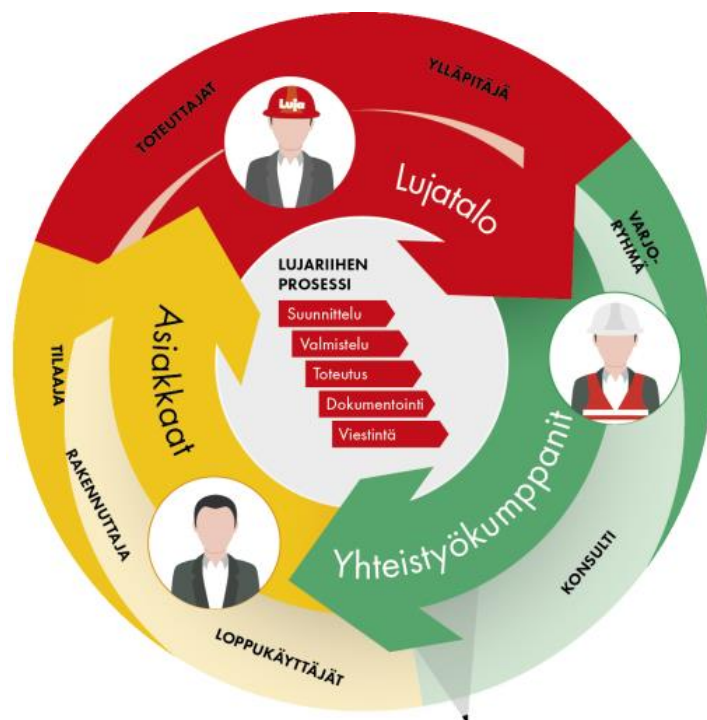 TOTEUTTAJAT
YLLÄPITÄJÄ
Luja
Lujatalo
VARJO-
RYHMÄ
LUJARIIHEN
PROSESSI
Suunnittelu
Valmistelu
Toteutus
Dokumentointi
Viestintä
Asiakkaat
TILAAJA
RAKENNUTTAJA
Yhteistyökumppanit
KONSULTI
LOPPUKÄYTTÄJÄT